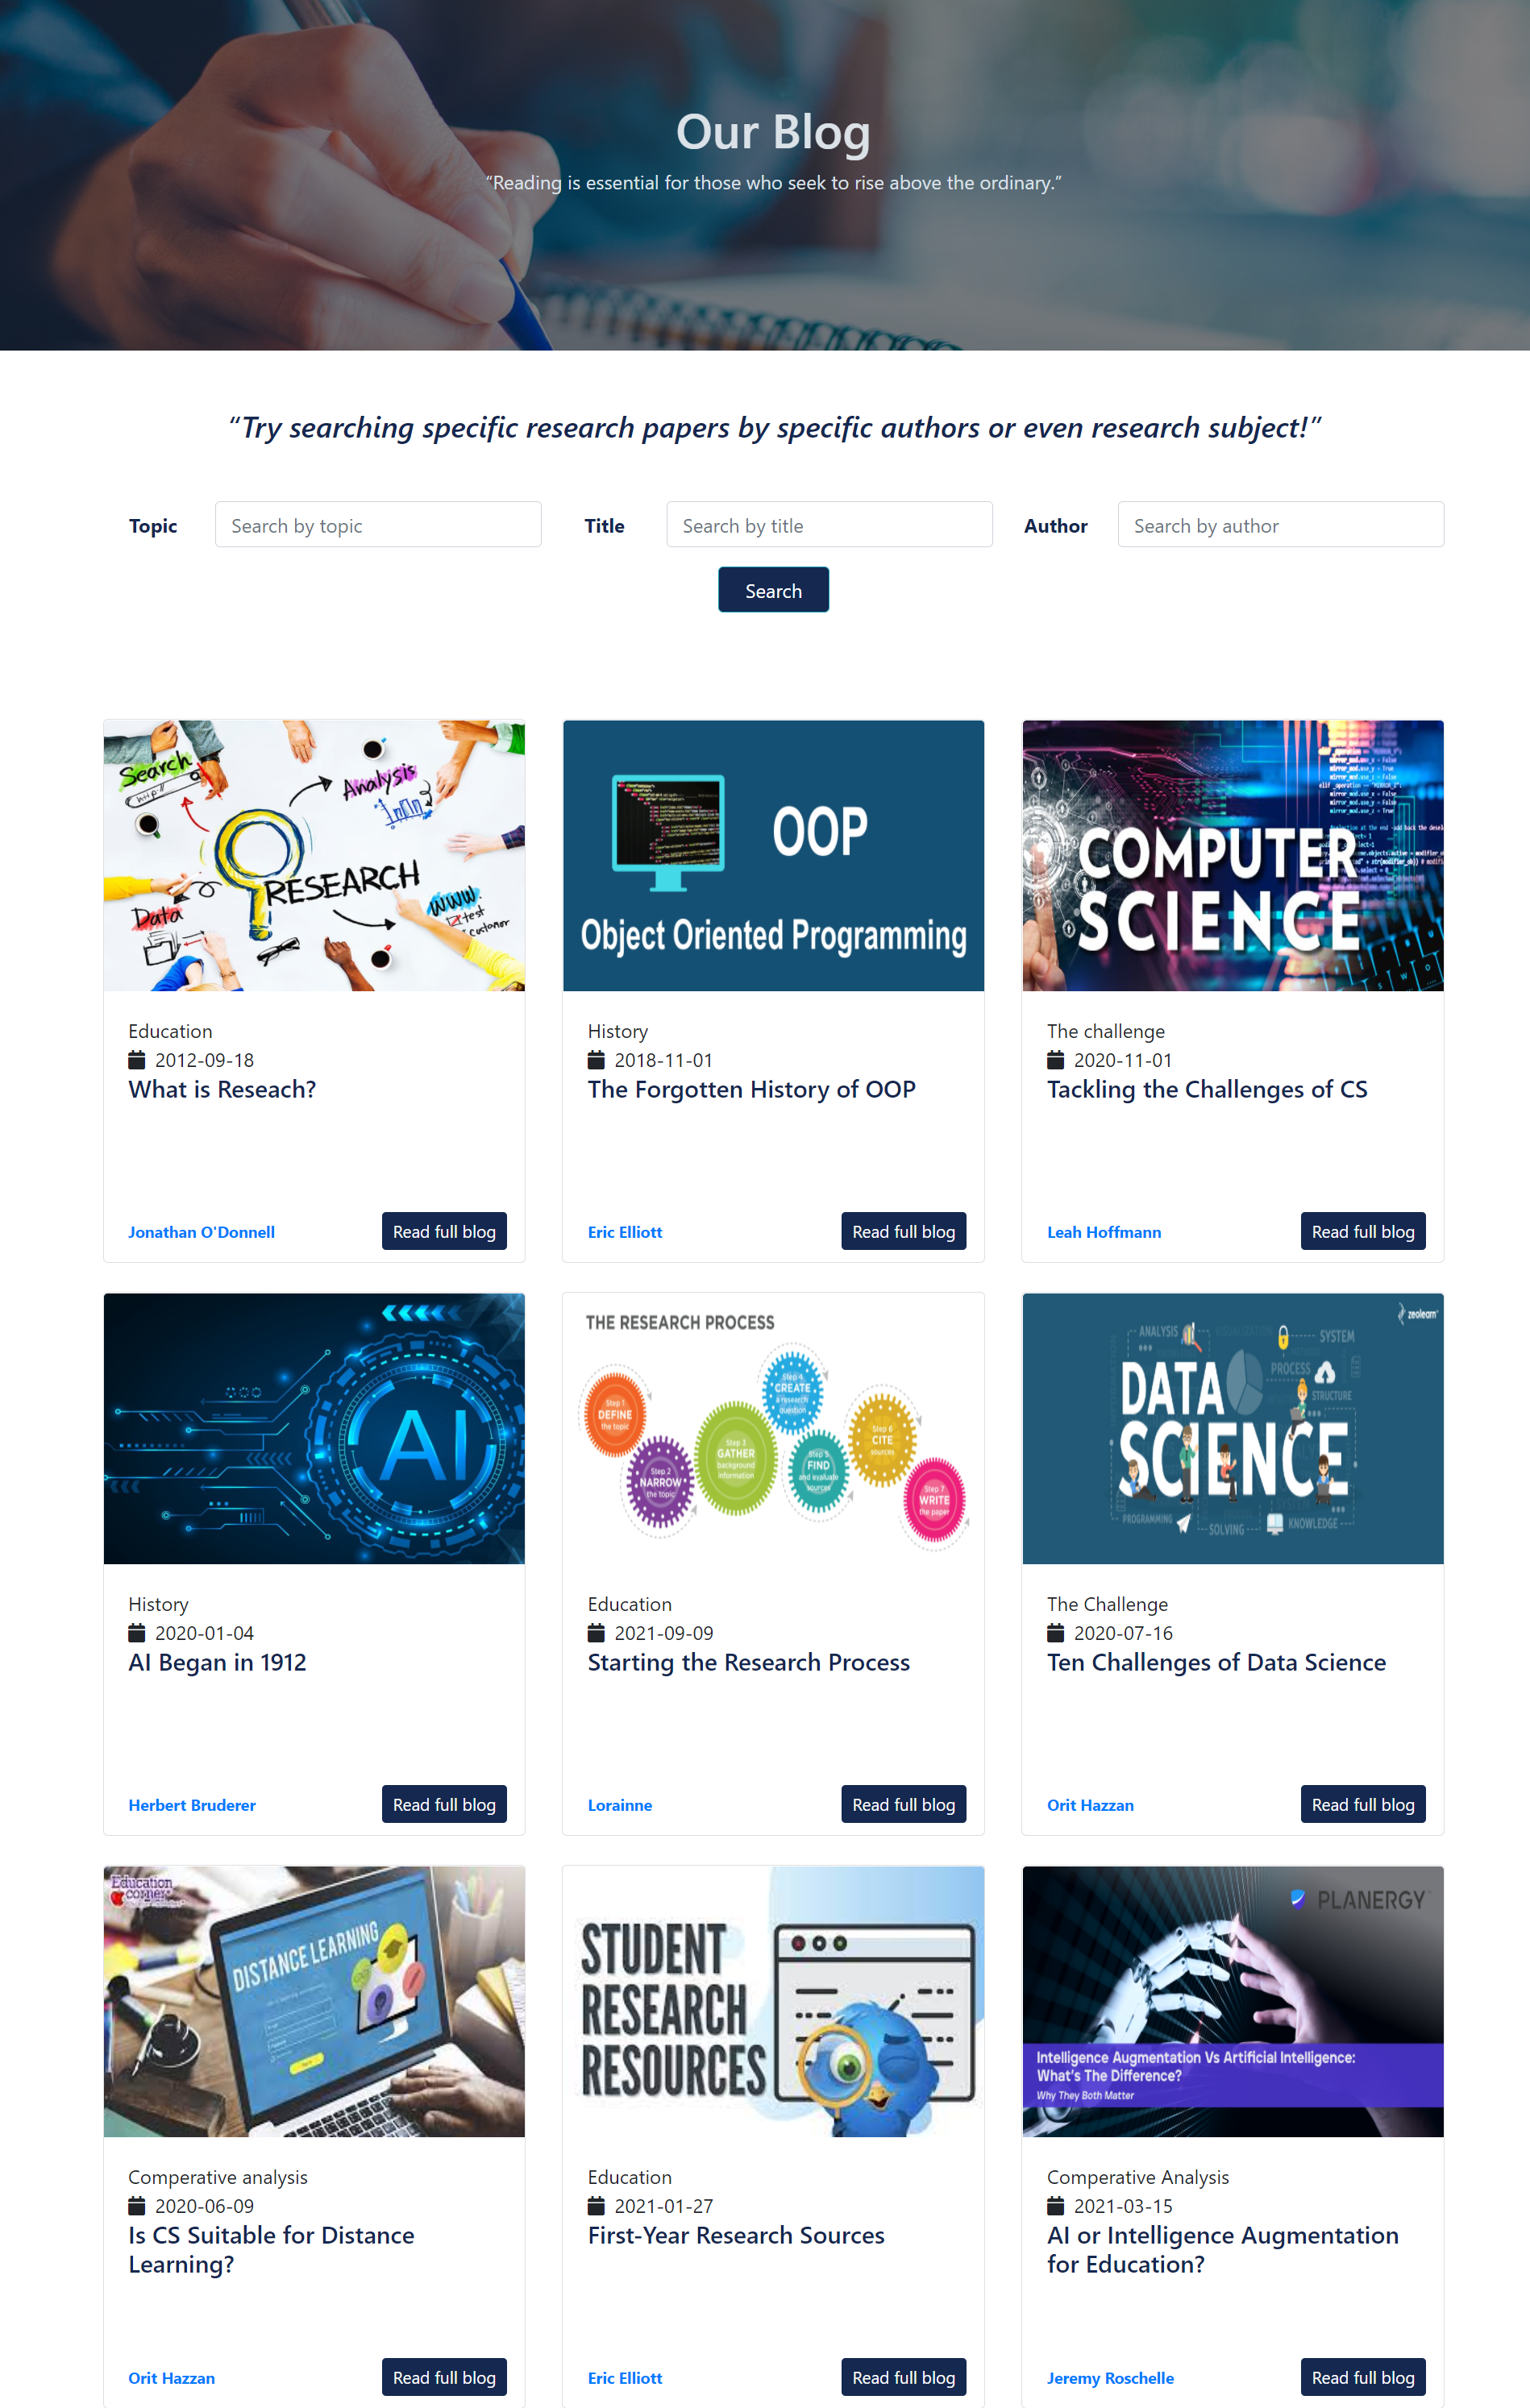 Our Blog
“Reading is essential for those who seek to rise above the ordinary.”
“Try searching specific research papers by specific authors or even research subject!”
Topic
Search by topic
Title
Search by title
Author
Search by author
Search
Search
http://
Analysis
RESEARCH
Data
www.
test
customer
OOP
Object Oriented Programming
COMPUTER
SCIENCE
Education
2012-09-18
What is Reseach?
Jonathan O'Donnell
Read full blog
History
2018-11-01
The Forgotten History of OOP
Eric Elliott
Read full blog
The challenge
2020-11-01
Tackling the Challenges of CS
Leah Hoffmann
Read full blog
AI
THE RESEARCH PROCESS
Step 1
DEFINE
the topic
Step 2
NARROW
the topic
Step 3
GATHER
background
information
Step 4
CREATE
a research
question
Step 5
FIND
and evaluate
sources
Step 6
CITE
sources
Step 7
WRITE
the paper
zeolearn
ANALYSIS
SYSTEM
PROCESS
STRUCTURE
DATA
SCIENCE
PROGRAMMING
SOLVING
KNOWLEDGE
History
2020-01-04
AI Began in 1912
Herbert Bruderer
Read full blog
Education
2021-09-09
Starting the Research Process
Lorainne
Read full blog
The Challenge
2020-07-16
Ten Challenges of Data Science
Orit Hazzan
Read full blog
Education
corner
DISTANCE LEARNING
STUDENT
RESEARCH
RESOURCES
PLANERGY
Intelligence Augmentation Vs Artificial Intelligence:
What's The Difference?
Why They Both Matter
Comperative analysis
2020-06-09
Is CS Suitable for Distance
Learning?
Orit Hazzan
Read full blog
Education
2021-01-27
First-Year Research Sources
Eric Elliott
Read full blog
Comperative Analysis
2021-03-15
AI or Intelligence Augmentation
for Education?
Jeremy Roschelle
Read full blog